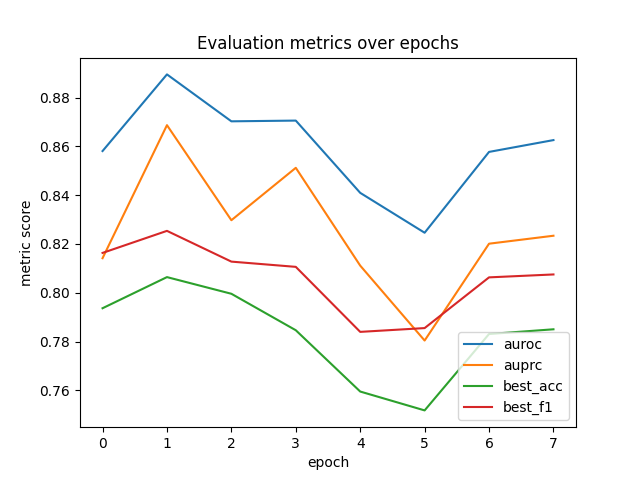 Evaluation metrics over epochs
metric score
0.88
0.86
0.84
0.82
0.80
0.78
0.76
auroc
auprc
best_acc
best_f1
0 1 2 3 4 5 6 7
epoch